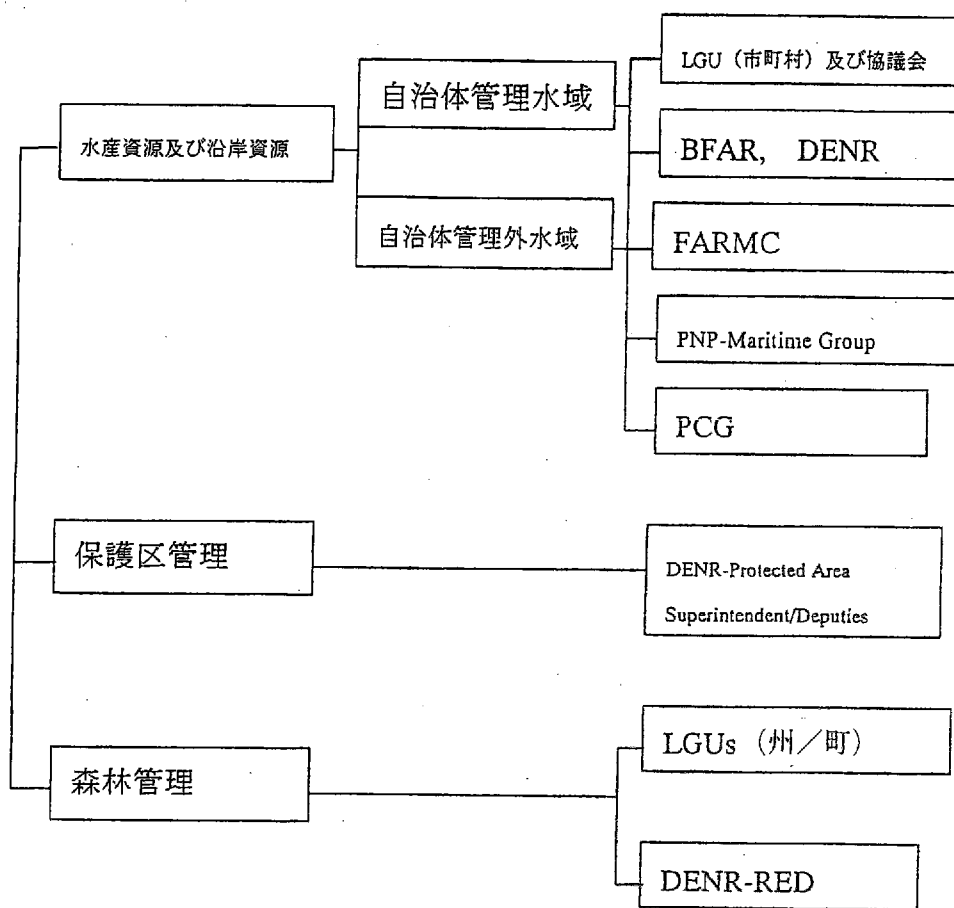 水産資源及び沿岸資源
自治体管理水域
自治体管理外水域
LGU（市町村）及び協議会
BFAR, DENR
FARMC
PNP-Maritime Group
PCG
保護区管理
DENR-Protected Area
Superintendent/Deputies
森林管理
LGUs（州／町）
DENR-RED